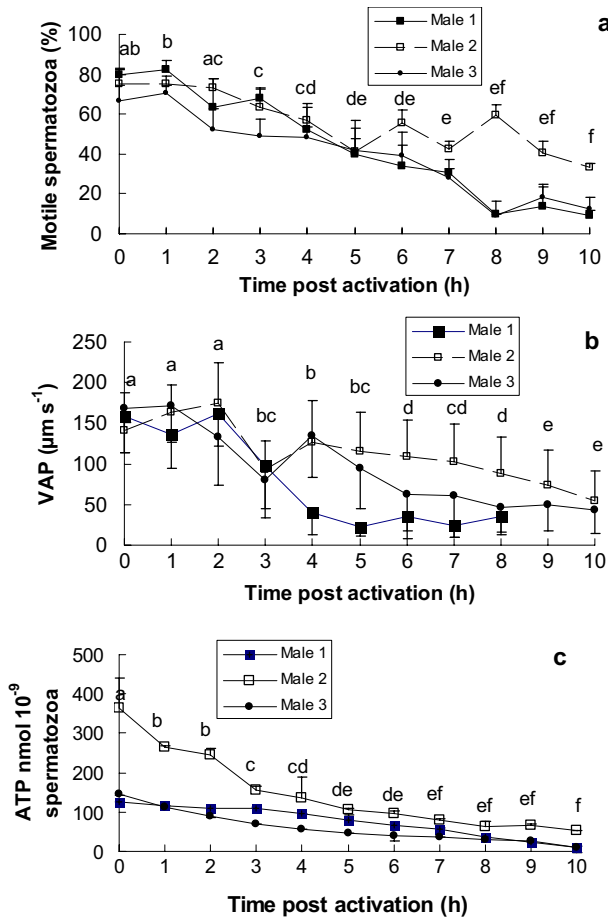 a
Male 1
Male 2
Male 3
Motile spermatozoa (%)
100
80
60
40
20
0
ab b ac c cd de de e ef ef f
0 1 2 3 4 5 6 7 8 9 10
Time post activation (h)
b
Male 1
Male 2
Male 3
VAP (µm s-1)
250
200
150
100
50
0
a a a bc b bc d cd d e e
0 1 2 3 4 5 6 7 8 9 10
Time post activation (h)
c
Male 1
Male 2
Male 3
ATP nmol 10-9
spermatozoa
500
400
300
200
100
0
a b b c cd de de ef ef ef f
0 1 2 3 4 5 6 7 8 9 10
Time post activation (h)